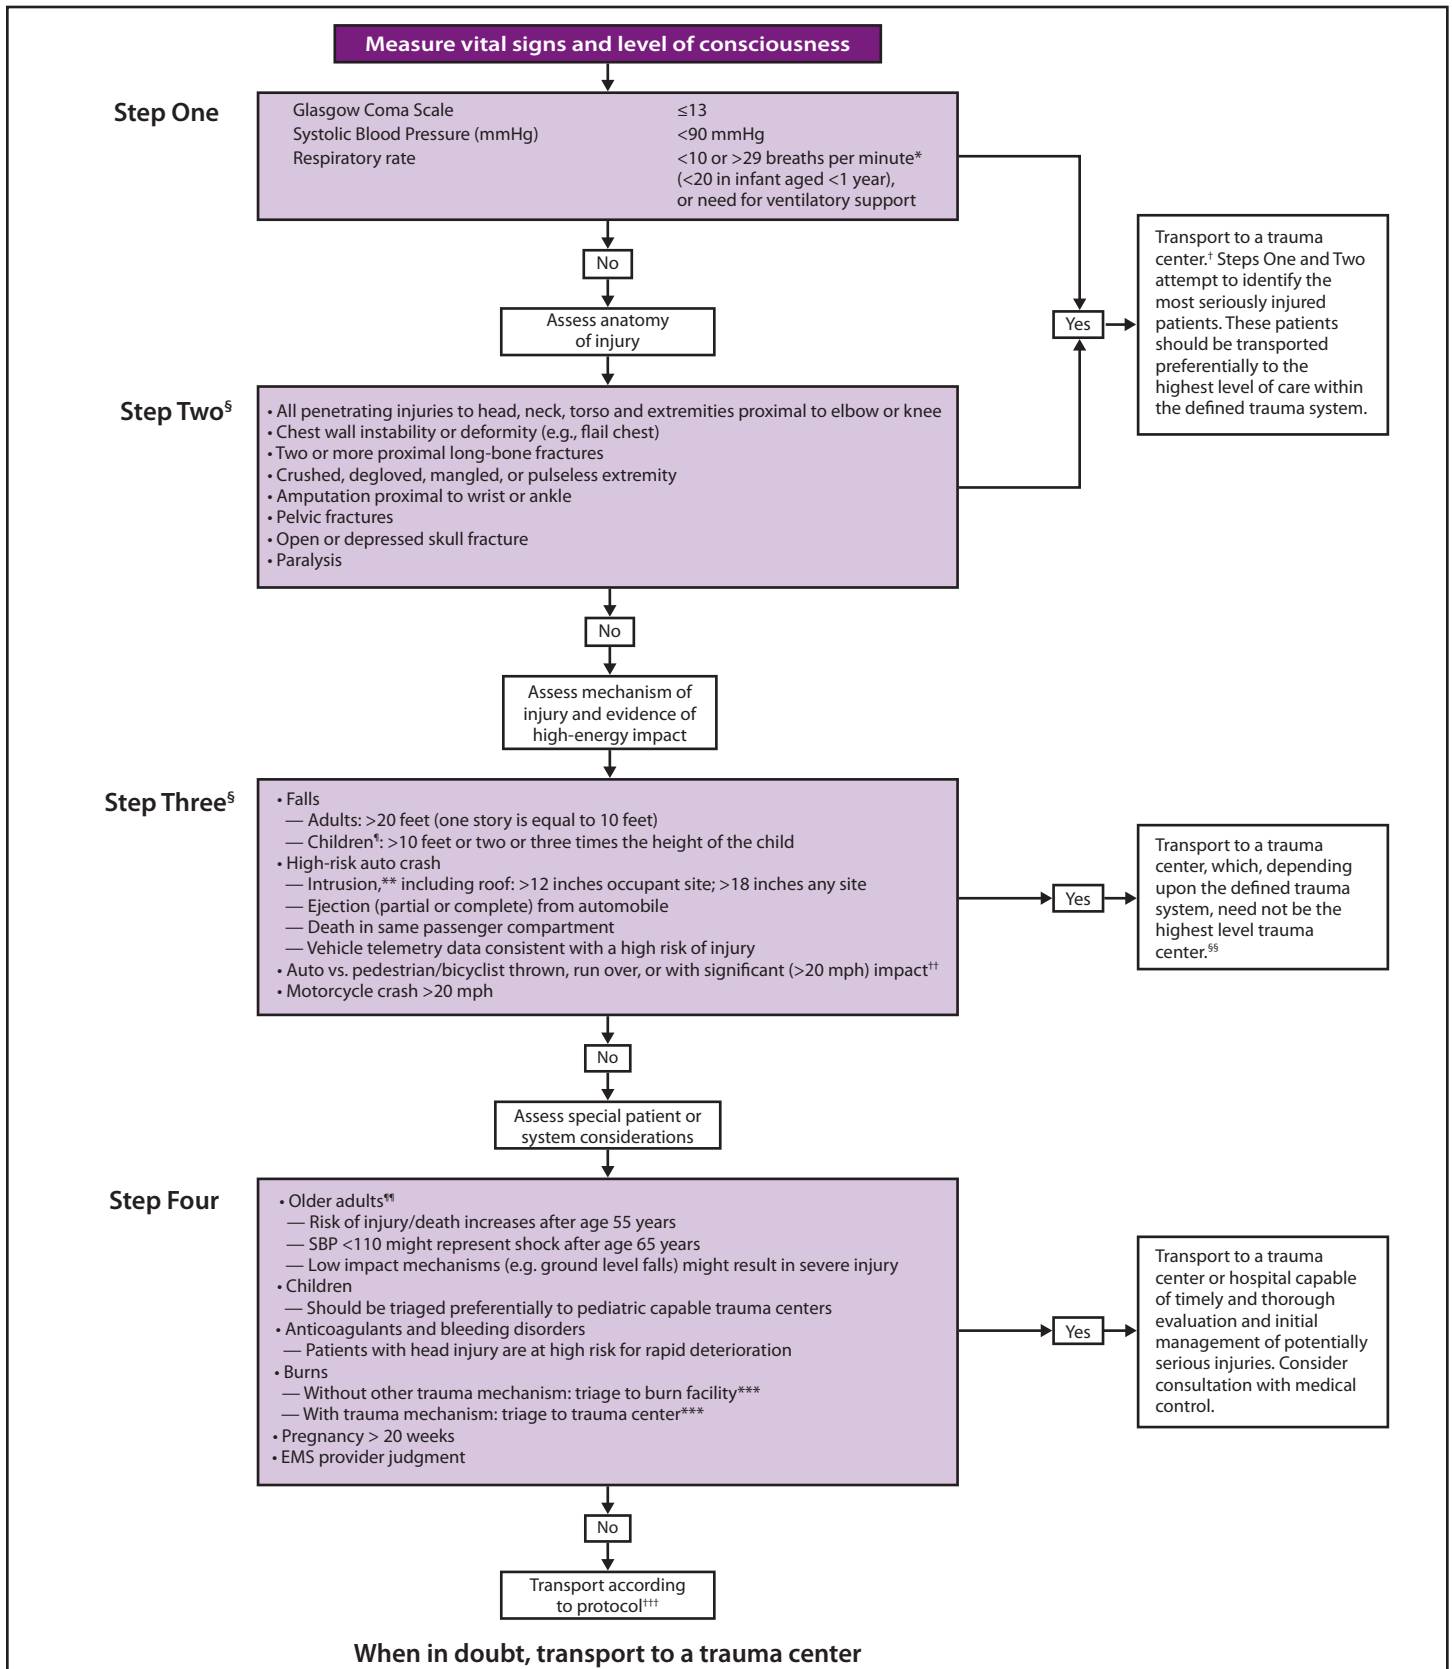 Measure vital signs and level of consciousness
Step One
Glasgow Coma Scale ≤13
Systolic Blood Pressure (mmHg) <90 mmHg
Respiratory rate <10 or >29 breaths per minute*
(<20 in infant aged <1 year),
or need for ventilatory support
No
Yes
Transport to a trauma
center.† Steps One and Two
attempt to identify the
most seriously injured
patients. These patients
should be transported
preferentially to the
highest level of care within
the defined trauma system.
Assess anatomy
of injury
Step Two§
• All penetrating injuries to head, neck, torso and extremities proximal to elbow or knee
• Chest wall instability or deformity (e.g., flail chest)
• Two or more proximal long-bone fractures
• Crushed, degloved, mangled, or pulseless extremity
• Amputation proximal to wrist or ankle
• Pelvic fractures
• Open or depressed skull fracture
• Paralysis
No
Assess mechanism of
injury and evidence of
high-energy impact
Step Three§
• Falls
— Adults: >20 feet (one story is equal to 10 feet)
— Children¶: >10 feet or two or three times the height of the child
• High-risk auto crash
— Intrusion,** including roof: >12 inches occupant site; >18 inches any site
— Ejection (partial or complete) from automobile
— Death in same passenger compartment
— Vehicle telemetry data consistent with a high risk of injury
• Auto vs. pedestrian/bicyclist thrown, run over, or with significant (>20 mph) impact††
• Motorcycle crash >20 mph
Yes
Transport to a trauma
center, which, depending
upon the defined trauma
system, need not be the
highest level trauma
center.§§
No
Assess special patient or
system considerations
Step Four
• Older adults¶¶
— Risk of injury/death increases after age 55 years
— SBP <110 might represent shock after age 65 years
— Low impact mechanisms (e.g. ground level falls) might result in severe injury
• Children
— Should be triaged preferentially to pediatric capable trauma centers
• Anticoagulants and bleeding disorders
— Patients with head injury are at high risk for rapid deterioration
• Burns
— Without other trauma mechanism: triage to burn facility***
— With trauma mechanism: triage to trauma center***
• Pregnancy > 20 weeks
• EMS provider judgment
Yes
Transport to a trauma
center or hospital capable
of timely and thorough
evaluation and initial
management of potentially
serious injuries. Consider
consultation with medical
control.
No
Transport according
to protocol†††
When in doubt, transport to a trauma center